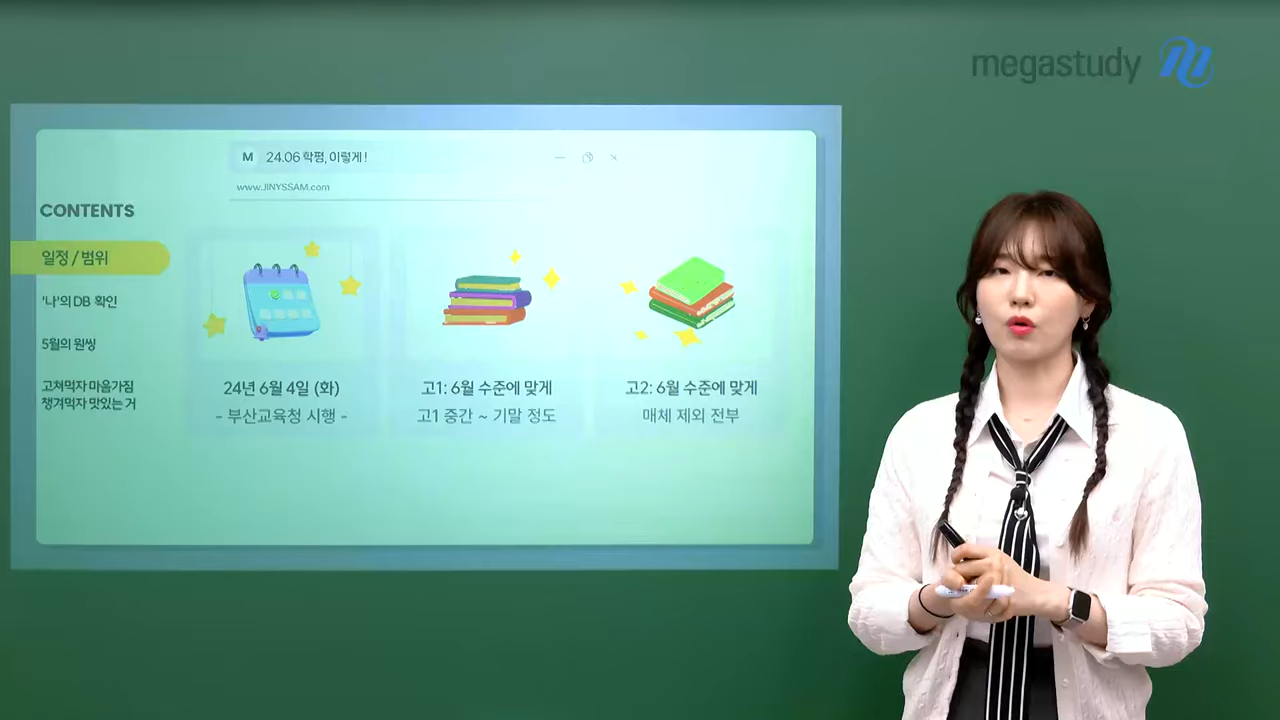 megastudy
M 24.06 학평, 이렇게!
www.JINYSSAM.com
CONTENTS
일정 / 범위
'나'의 DB 확인
5월의 원씽
고쳐먹자 마음가짐
챙겨먹자 맛있는 거
24년 6월 4일 (화)
- 부산교육청 시행 -
고1: 6월 수준에 맞게
고1 중간 ~ 기말 정도
고2: 6월 수준에 맞게
매체 제외 전부